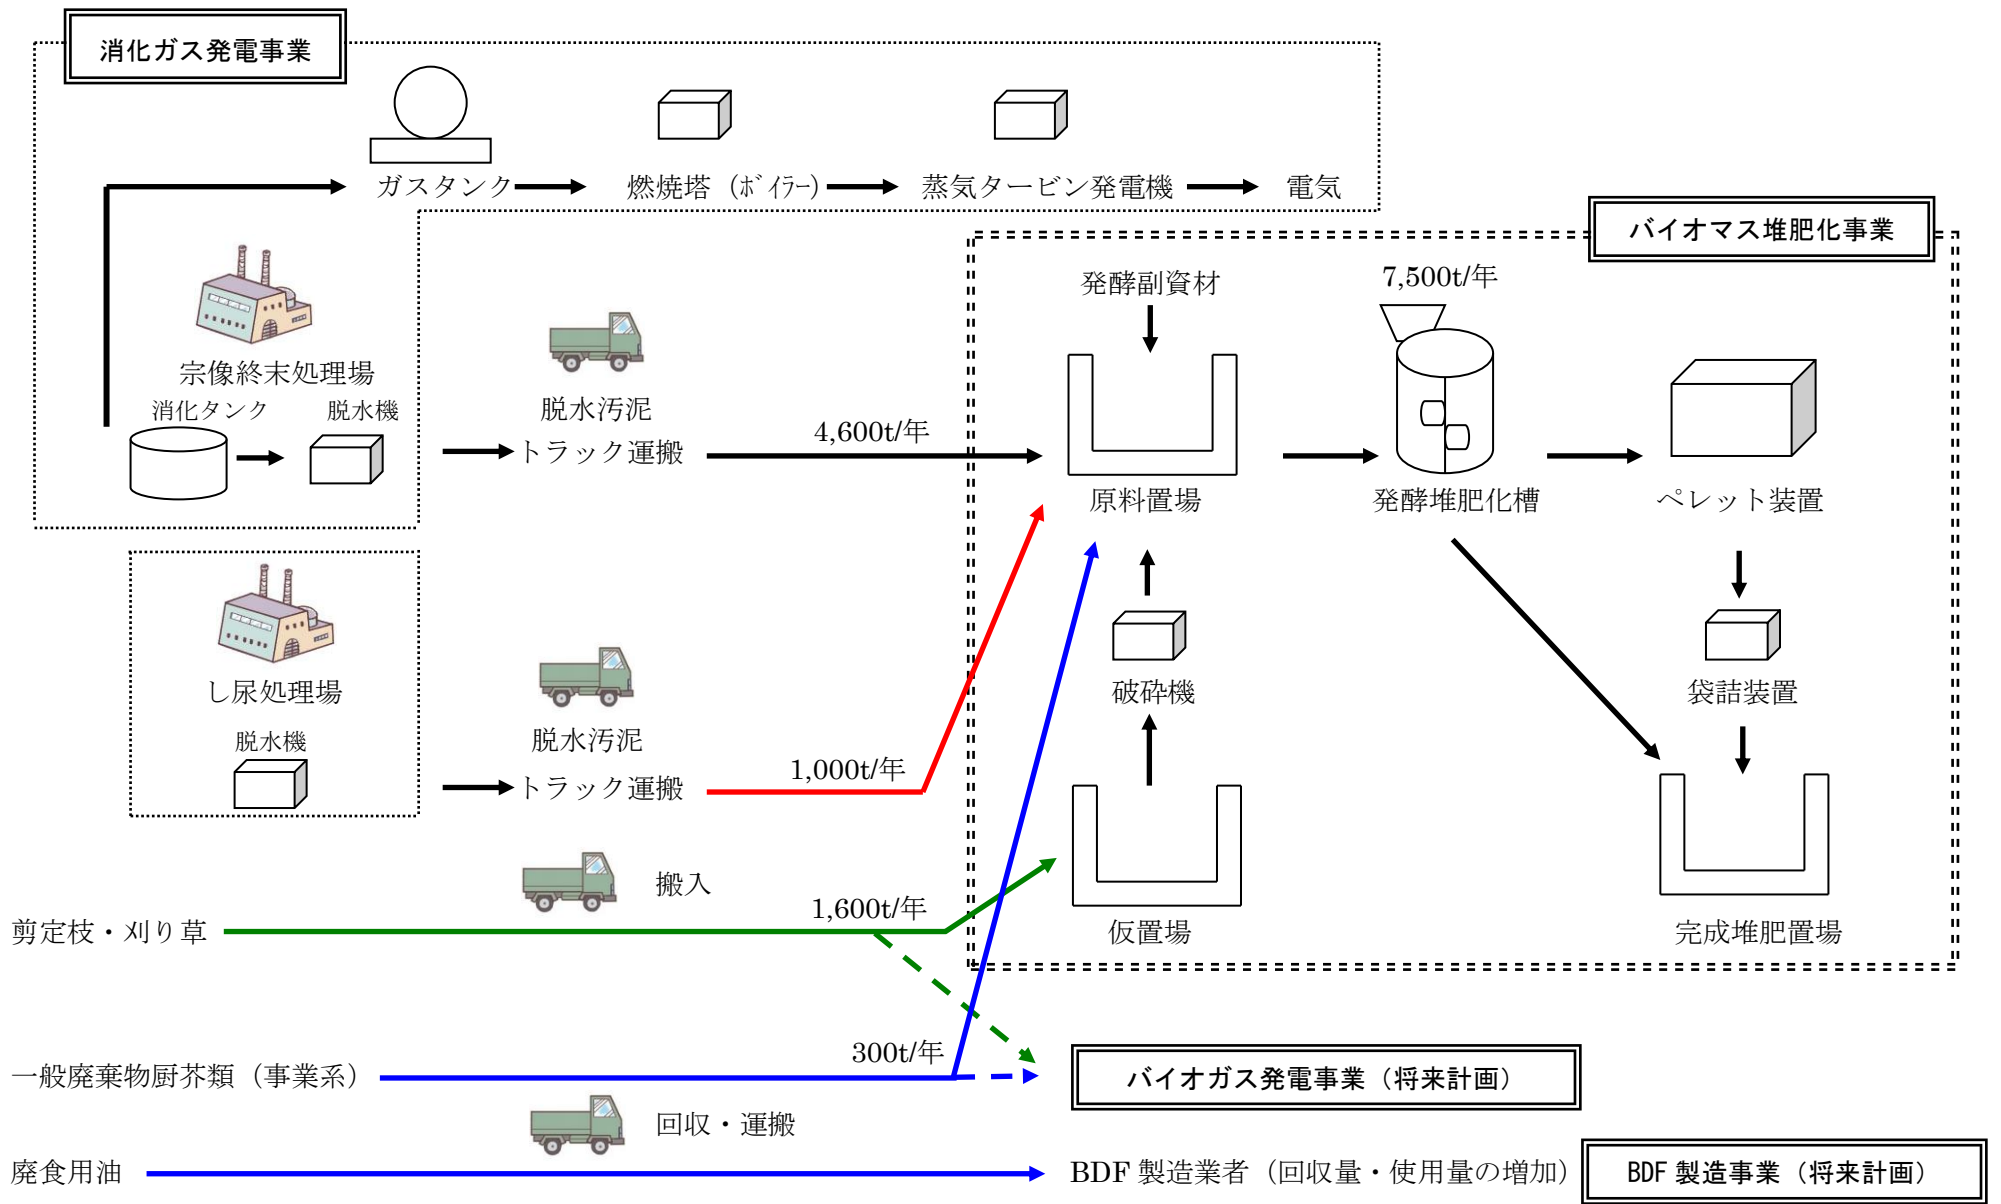 消化ガス発電事業
ガスタンク
燃焼塔（ﾎﾞｲﾗｰ）
蒸気タービン発電機
電気
バイオマス堆肥化事業
宗像終末処理場
消化タンク
脱水機
脱水汚泥
トラック運搬
4,600t/年
発酵副資材
7,500t/年
原料置場
発酵堆肥化槽
ペレット装置
し尿処理場
脱水機
脱水汚泥
トラック運搬
1,000t/年
破砕機
袋詰装置
搬入
剪定枝・刈り草
1,600t/年
仮置場
完成堆肥置場
一般廃棄物厨芥類（事業系）
300t/年
バイオガス発電事業（将来計画）
回収・運搬
廃食用油
BDF 製造業者（回収量・使用量の増加）
BDF 製造事業（将来計画）